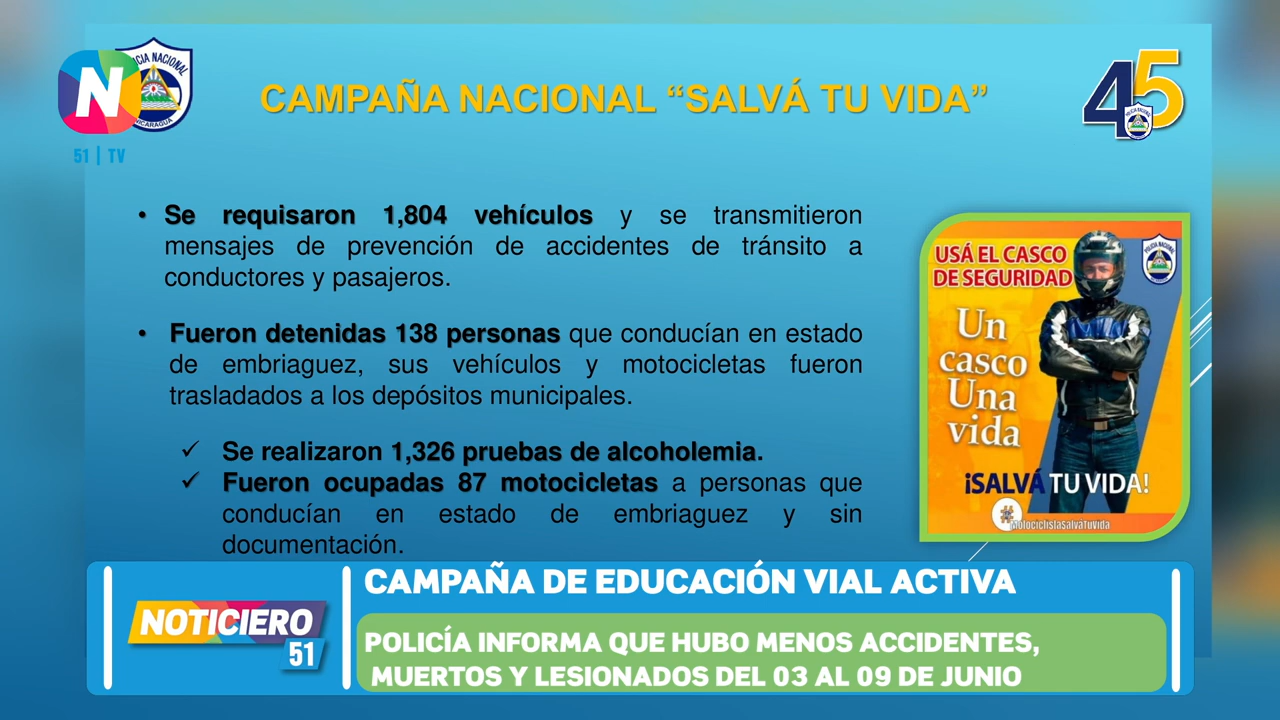 POLICIA NACIONAL
NICARAGUA
N
51 | TV
CAMPAÑA NACIONAL “SALVÁ TU VIDA”
45
• Se requisaron 1,804 vehículos y se transmitieron
mensajes de prevención de accidentes de tránsito a
conductores y pasajeros.
• Fueron detenidas 138 personas que conducían en estado
de embriaguez, sus vehículos y motocicletas fueron
trasladados a los depósitos municipales.
✓ Se realizaron 1,326 pruebas de alcoholemia.
✓ Fueron ocupadas 87 motocicletas a personas que
conducían en estado de embriaguez y sin
documentación.
USÁ EL CASCO
DE SEGURIDAD
Un
casco
Una
vida
¡SALVÁ TU VIDA!
#MotociclistaSalvaTuVida
NOTICIERO
51
CAMPAÑA DE EDUCACIÓN VIAL ACTIVA
POLICÍA INFORMA QUE HUBO MENOS ACCIDENTES,
MUERTOS Y LESIONADOS DEL 03 AL 09 DE JUNIO